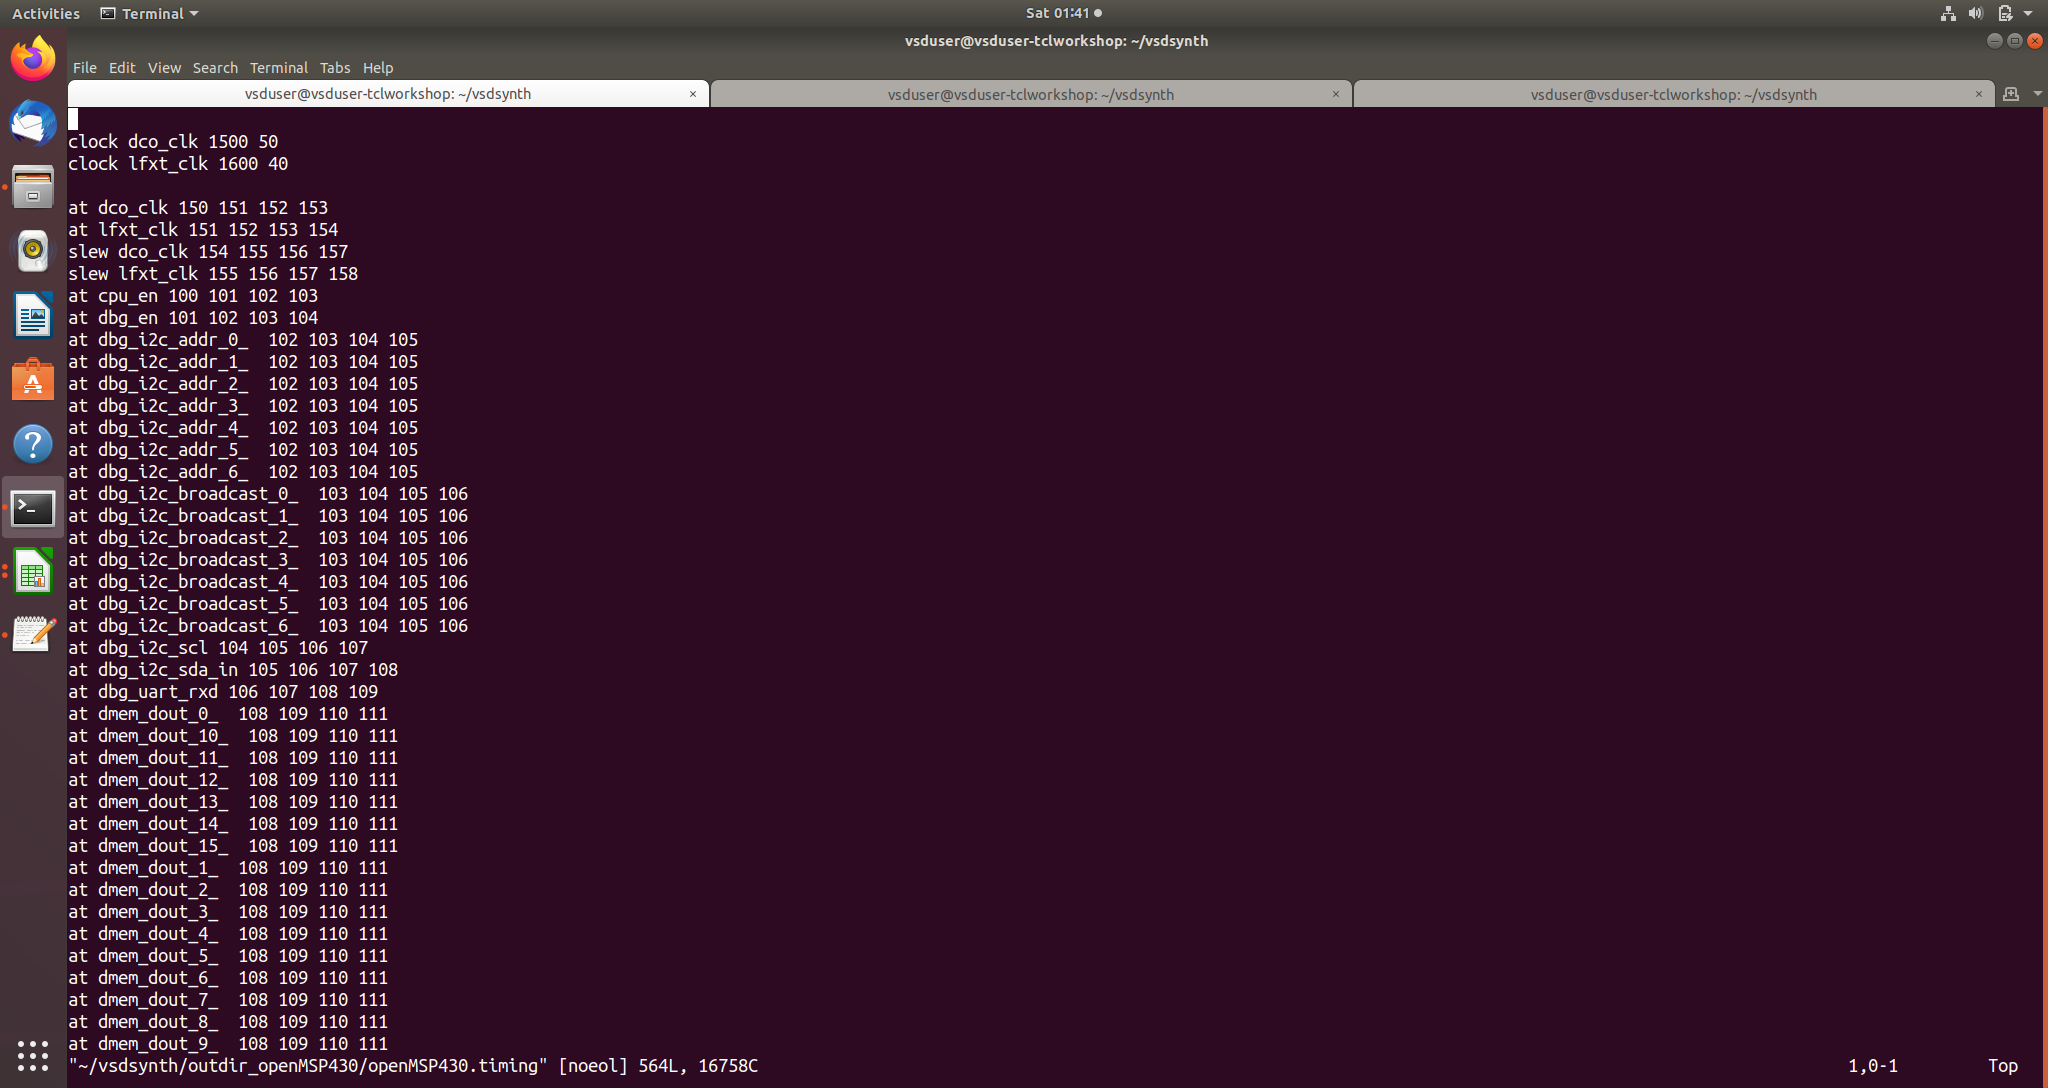 Activities Terminal Sat 01:41
vsduser@vsduser-tclworkshop: ~/vsdsynth
File Edit View Search Terminal Tabs Help
vsduser@vsduser-tclworkshop: ~/vsdsynth × vsduser@vsduser-tclworkshop: ~/vsdsynth × vsduser@vsduser-tclworkshop: ~/vsdsynth ×
clock dco_clk 1500 50
clock lfxt_clk 1600 40
at dco_clk 150 151 152 153
at lfxt_clk 151 152 153 154
slew dco_clk 154 155 156 157
slew lfxt_clk 155 156 157 158
at cpu_en 100 101 102 103
at dbg_en 101 102 103 104
at dbg_i2c_addr_0_  102 103 104 105
at dbg_i2c_addr_1_  102 103 104 105
at dbg_i2c_addr_2_  102 103 104 105
at dbg_i2c_addr_3_  102 103 104 105
at dbg_i2c_addr_4_  102 103 104 105
at dbg_i2c_addr_5_  102 103 104 105
at dbg_i2c_addr_6_  102 103 104 105
at dbg_i2c_broadcast_0_  103 104 105 106
at dbg_i2c_broadcast_1_  103 104 105 106
at dbg_i2c_broadcast_2_  103 104 105 106
at dbg_i2c_broadcast_3_  103 104 105 106
at dbg_i2c_broadcast_4_  103 104 105 106
at dbg_i2c_broadcast_5_  103 104 105 106
at dbg_i2c_broadcast_6_  103 104 105 106
at dbg_i2c_scl 104 105 106 107
at dbg_i2c_sda_in 105 106 107 108
at dbg_uart_rxd 106 107 108 109
at dmem_dout_0_  108 109 110 111
at dmem_dout_10_  108 109 110 111
at dmem_dout_11_  108 109 110 111
at dmem_dout_12_  108 109 110 111
at dmem_dout_13_  108 109 110 111
at dmem_dout_14_  108 109 110 111
at dmem_dout_15_  108 109 110 111
at dmem_dout_1_  108 109 110 111
at dmem_dout_2_  108 109 110 111
at dmem_dout_3_  108 109 110 111
at dmem_dout_4_  108 109 110 111
at dmem_dout_5_  108 109 110 111
at dmem_dout_6_  108 109 110 111
at dmem_dout_7_  108 109 110 111
at dmem_dout_8_  108 109 110 111
at dmem_dout_9_  108 109 110 111
"~/vsdsynth/outdir_openMSP430/openMSP430.timing" [noeol] 564L, 16758C 1,0-1 Top